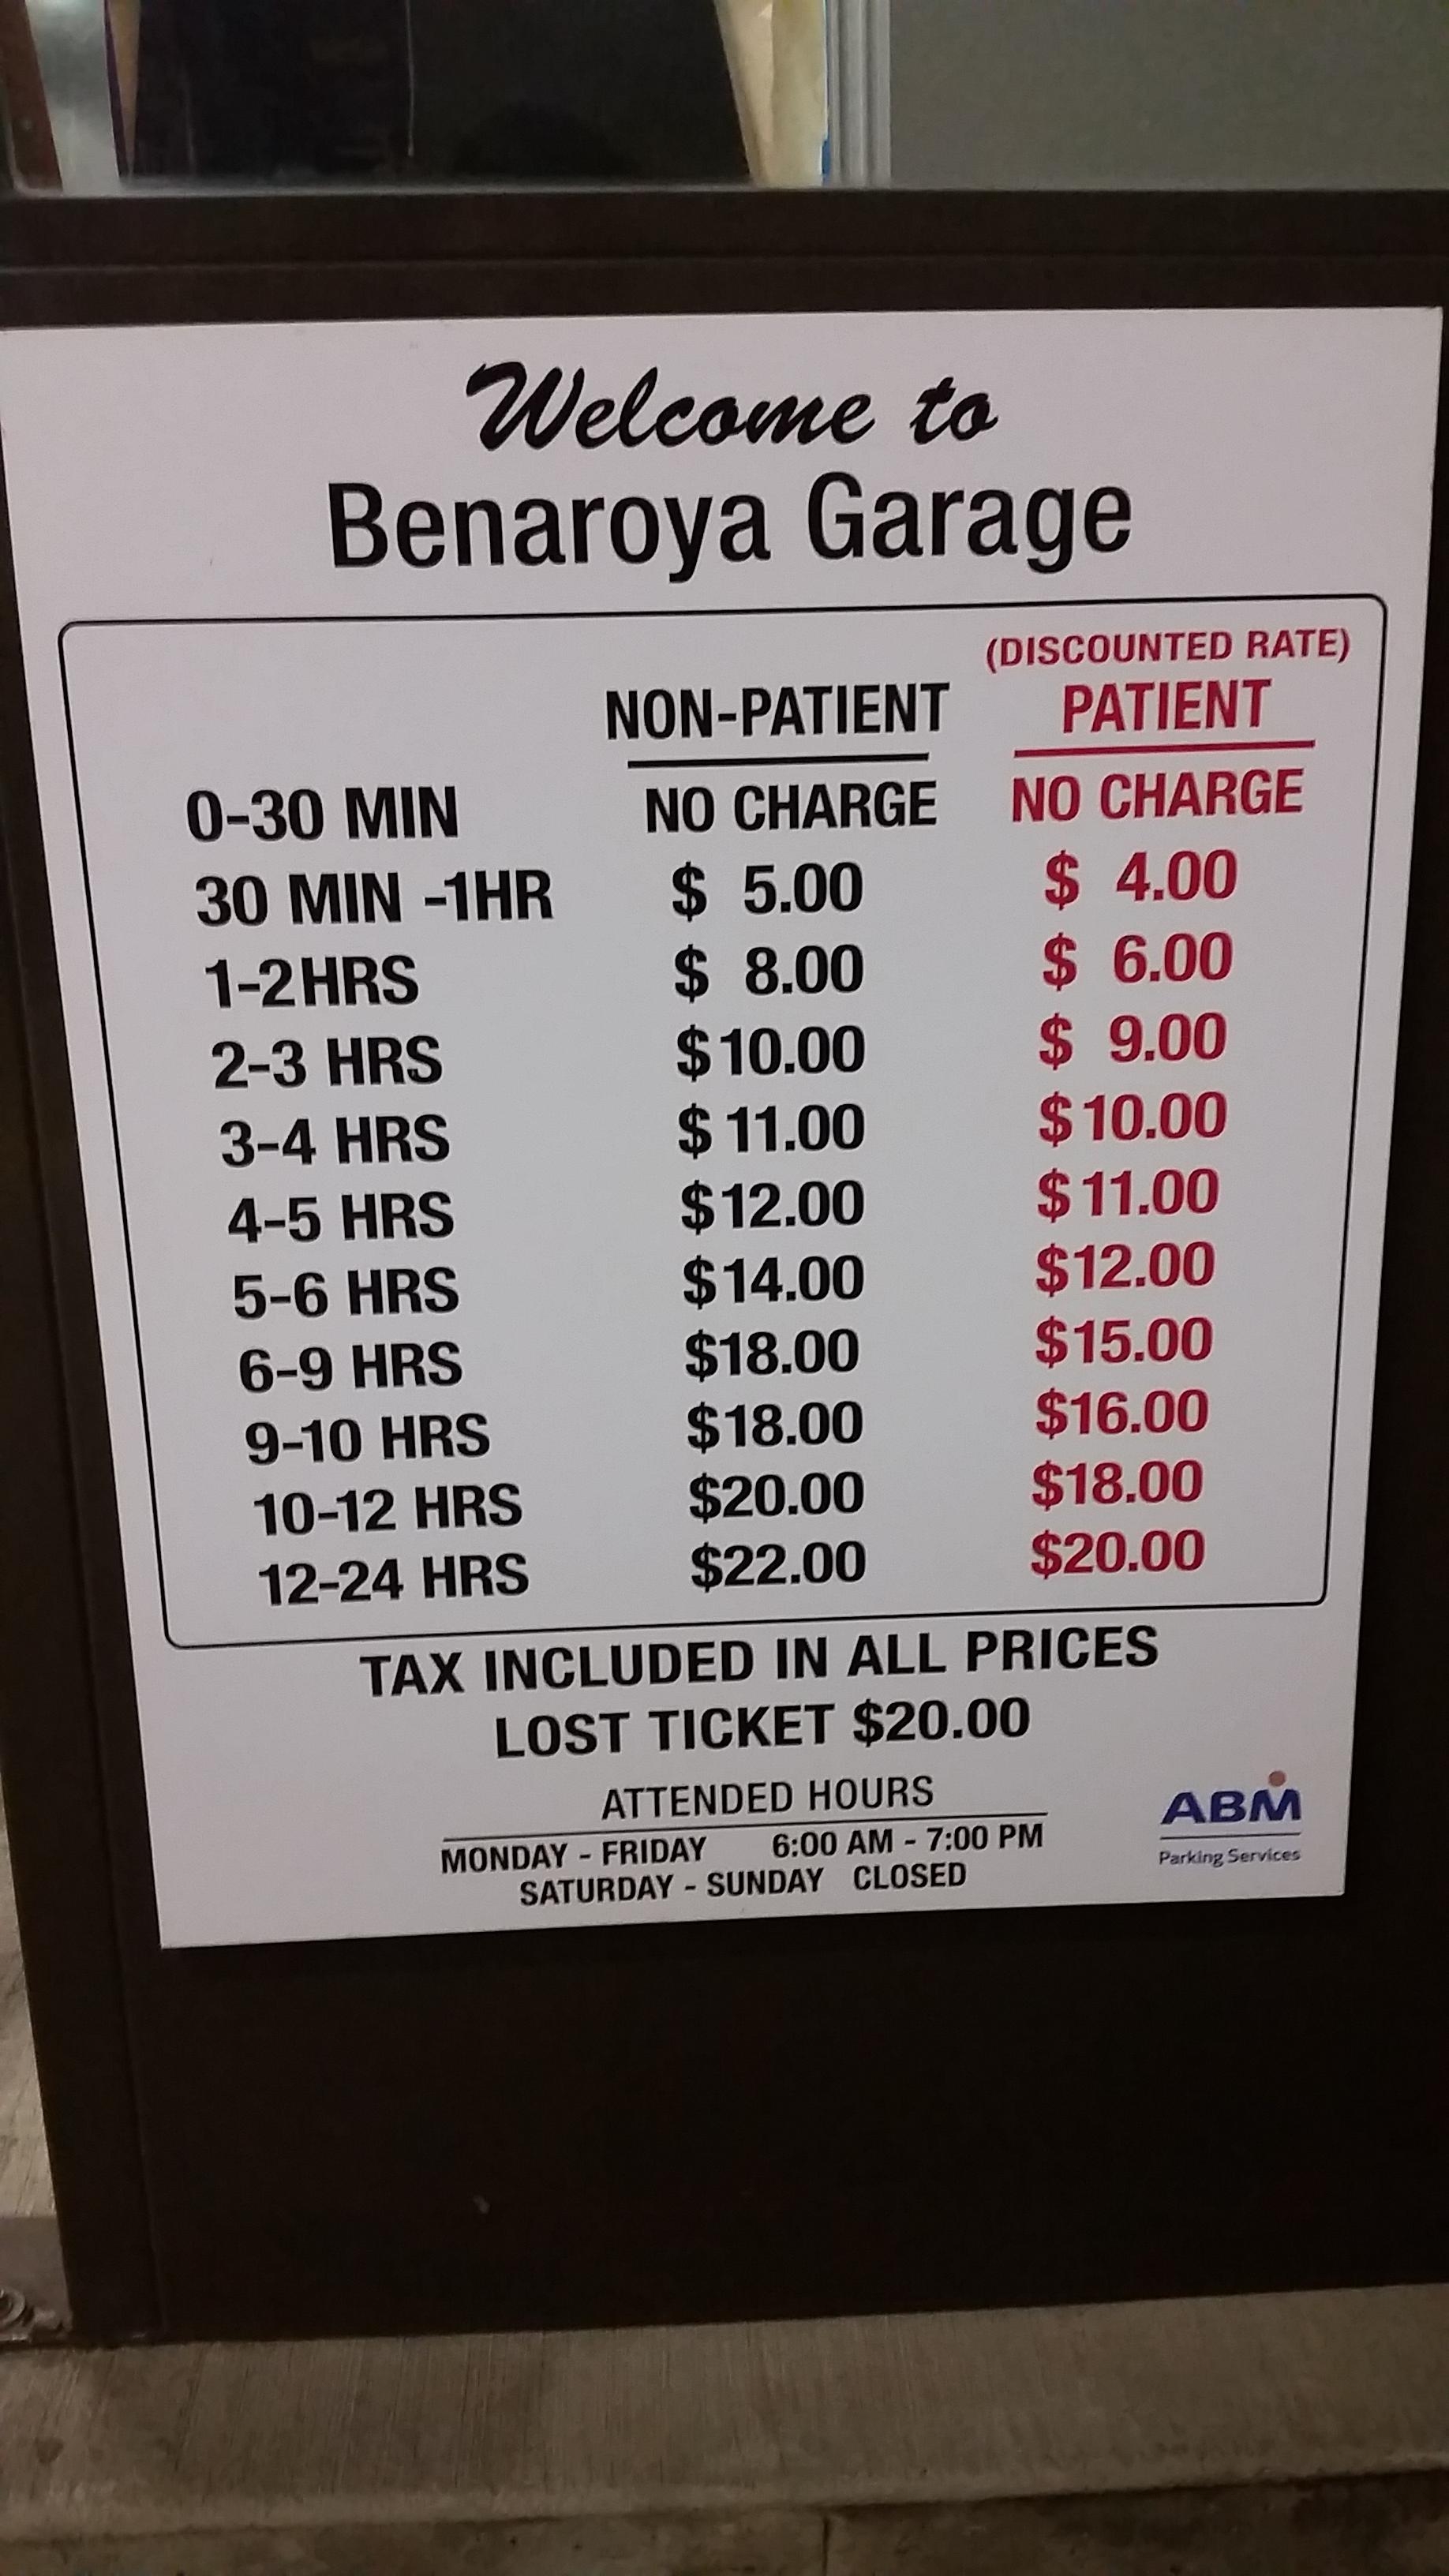 Welcome to
Benaroya Garage
(DISCOUNTED RATE)
NON-PATIENT PATIENT
0-30 MIN NO CHARGE NO CHARGE
30 MIN -1HR $ 5.00 $ 4.00
1-2HRS $ 8.00 $ 6.00
2-3 HRS $10.00 $ 9.00
3-4 HRS $11.00 $10.00
4-5 HRS $12.00 $11.00
5-6 HRS $14.00 $12.00
6-9 HRS $18.00 $15.00
9-10 HRS $18.00 $16.00
10-12 HRS $20.00 $18.00
12-24 HRS $22.00 $20.00
TAX INCLUDED IN ALL PRICES
LOST TICKET $20.00
ATTENDED HOURS
MONDAY - FRIDAY 6:00 AM - 7:00 PM
SATURDAY - SUNDAY CLOSED
ABM
Parking Services